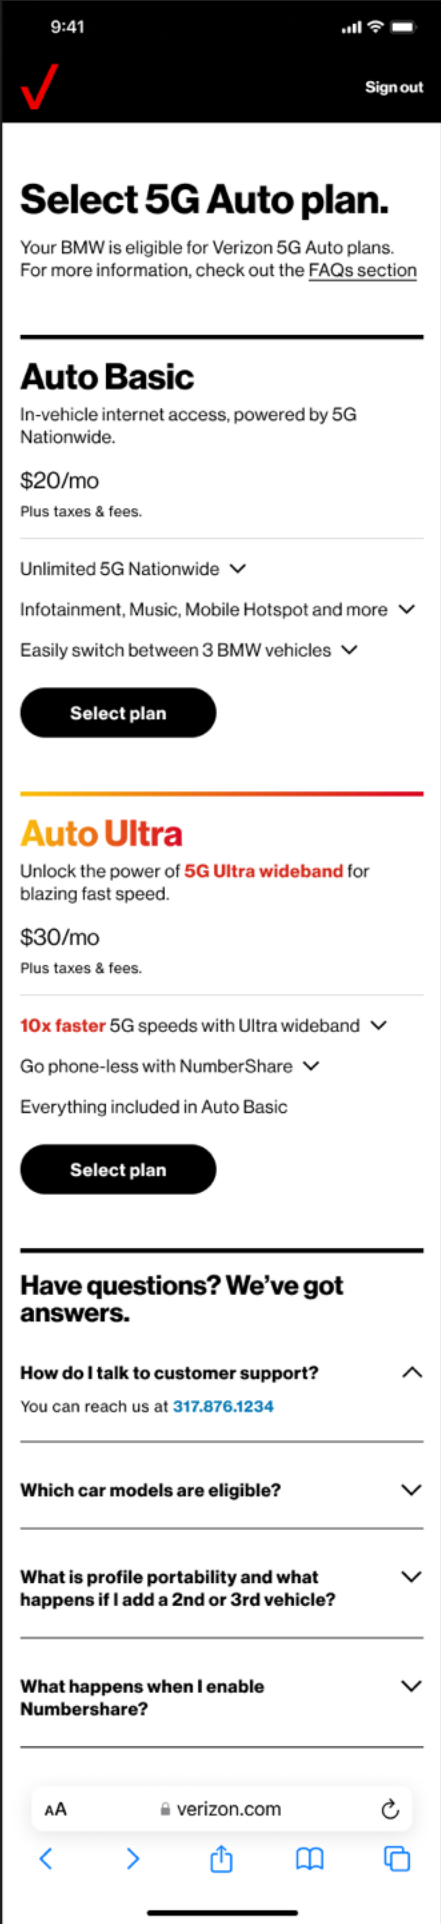 9:41
Sign out
Select 5G Auto plan.
Your BMW is eligible for Verizon 5G Auto plans.
For more information, check out the FAQs section
Auto Basic
In-vehicle internet access, powered by 5G
Nationwide.
$20/mo
Plus taxes & fees.
Unlimited 5G Nationwide
Infotainment, Music, Mobile Hotspot and more
Easily switch between 3 BMW vehicles
Select plan
Auto Ultra
Unlock the power of 5G Ultra wideband for
blazing fast speed.
$30/mo
Plus taxes & fees.
10x faster 5G speeds with Ultra wideband
Go phone-less with NumberShare
Everything included in Auto Basic
Select plan
Have questions? We've got
answers.
How do I talk to customer support?
You can reach us at 317.876.1234
Which car models are eligible?
What is profile portability and what
happens if I add a 2nd or 3rd vehicle?
What happens when I enable
Numbershare?
AA verizon.com